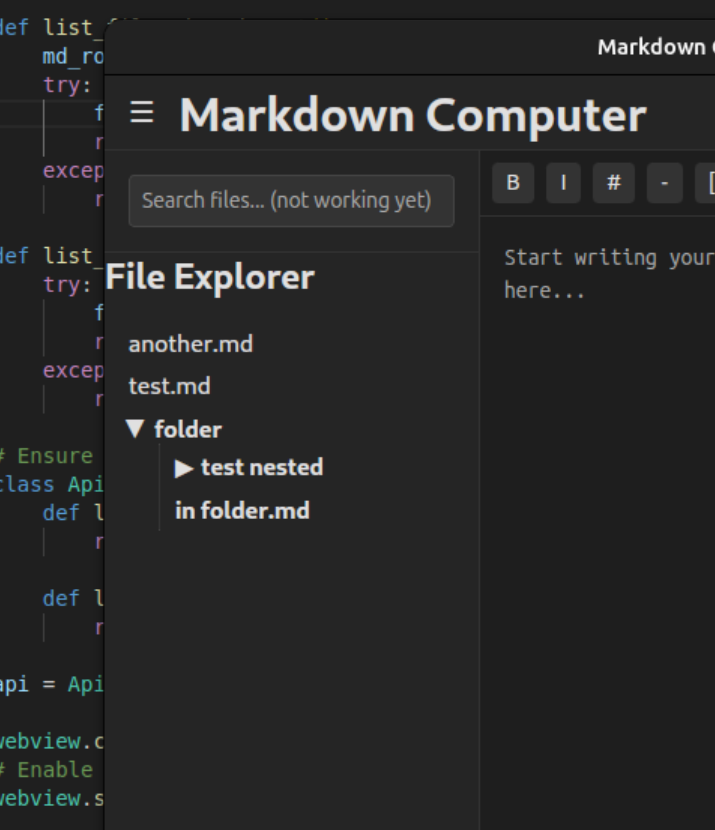 def list_
md_ro
try:
f
r
excep
r
def list_
try:
f
r
excep
r
# Ensure
class Api
def l
r
def l
r
api = Api
webview.c
# Enable
webview.s
Markdown
☰ Markdown Computer
Search files... (not working yet)
B I # -
File Explorer
another.md
test.md
▼ folder
▶ test nested
in folder.md
Start writing your
here...